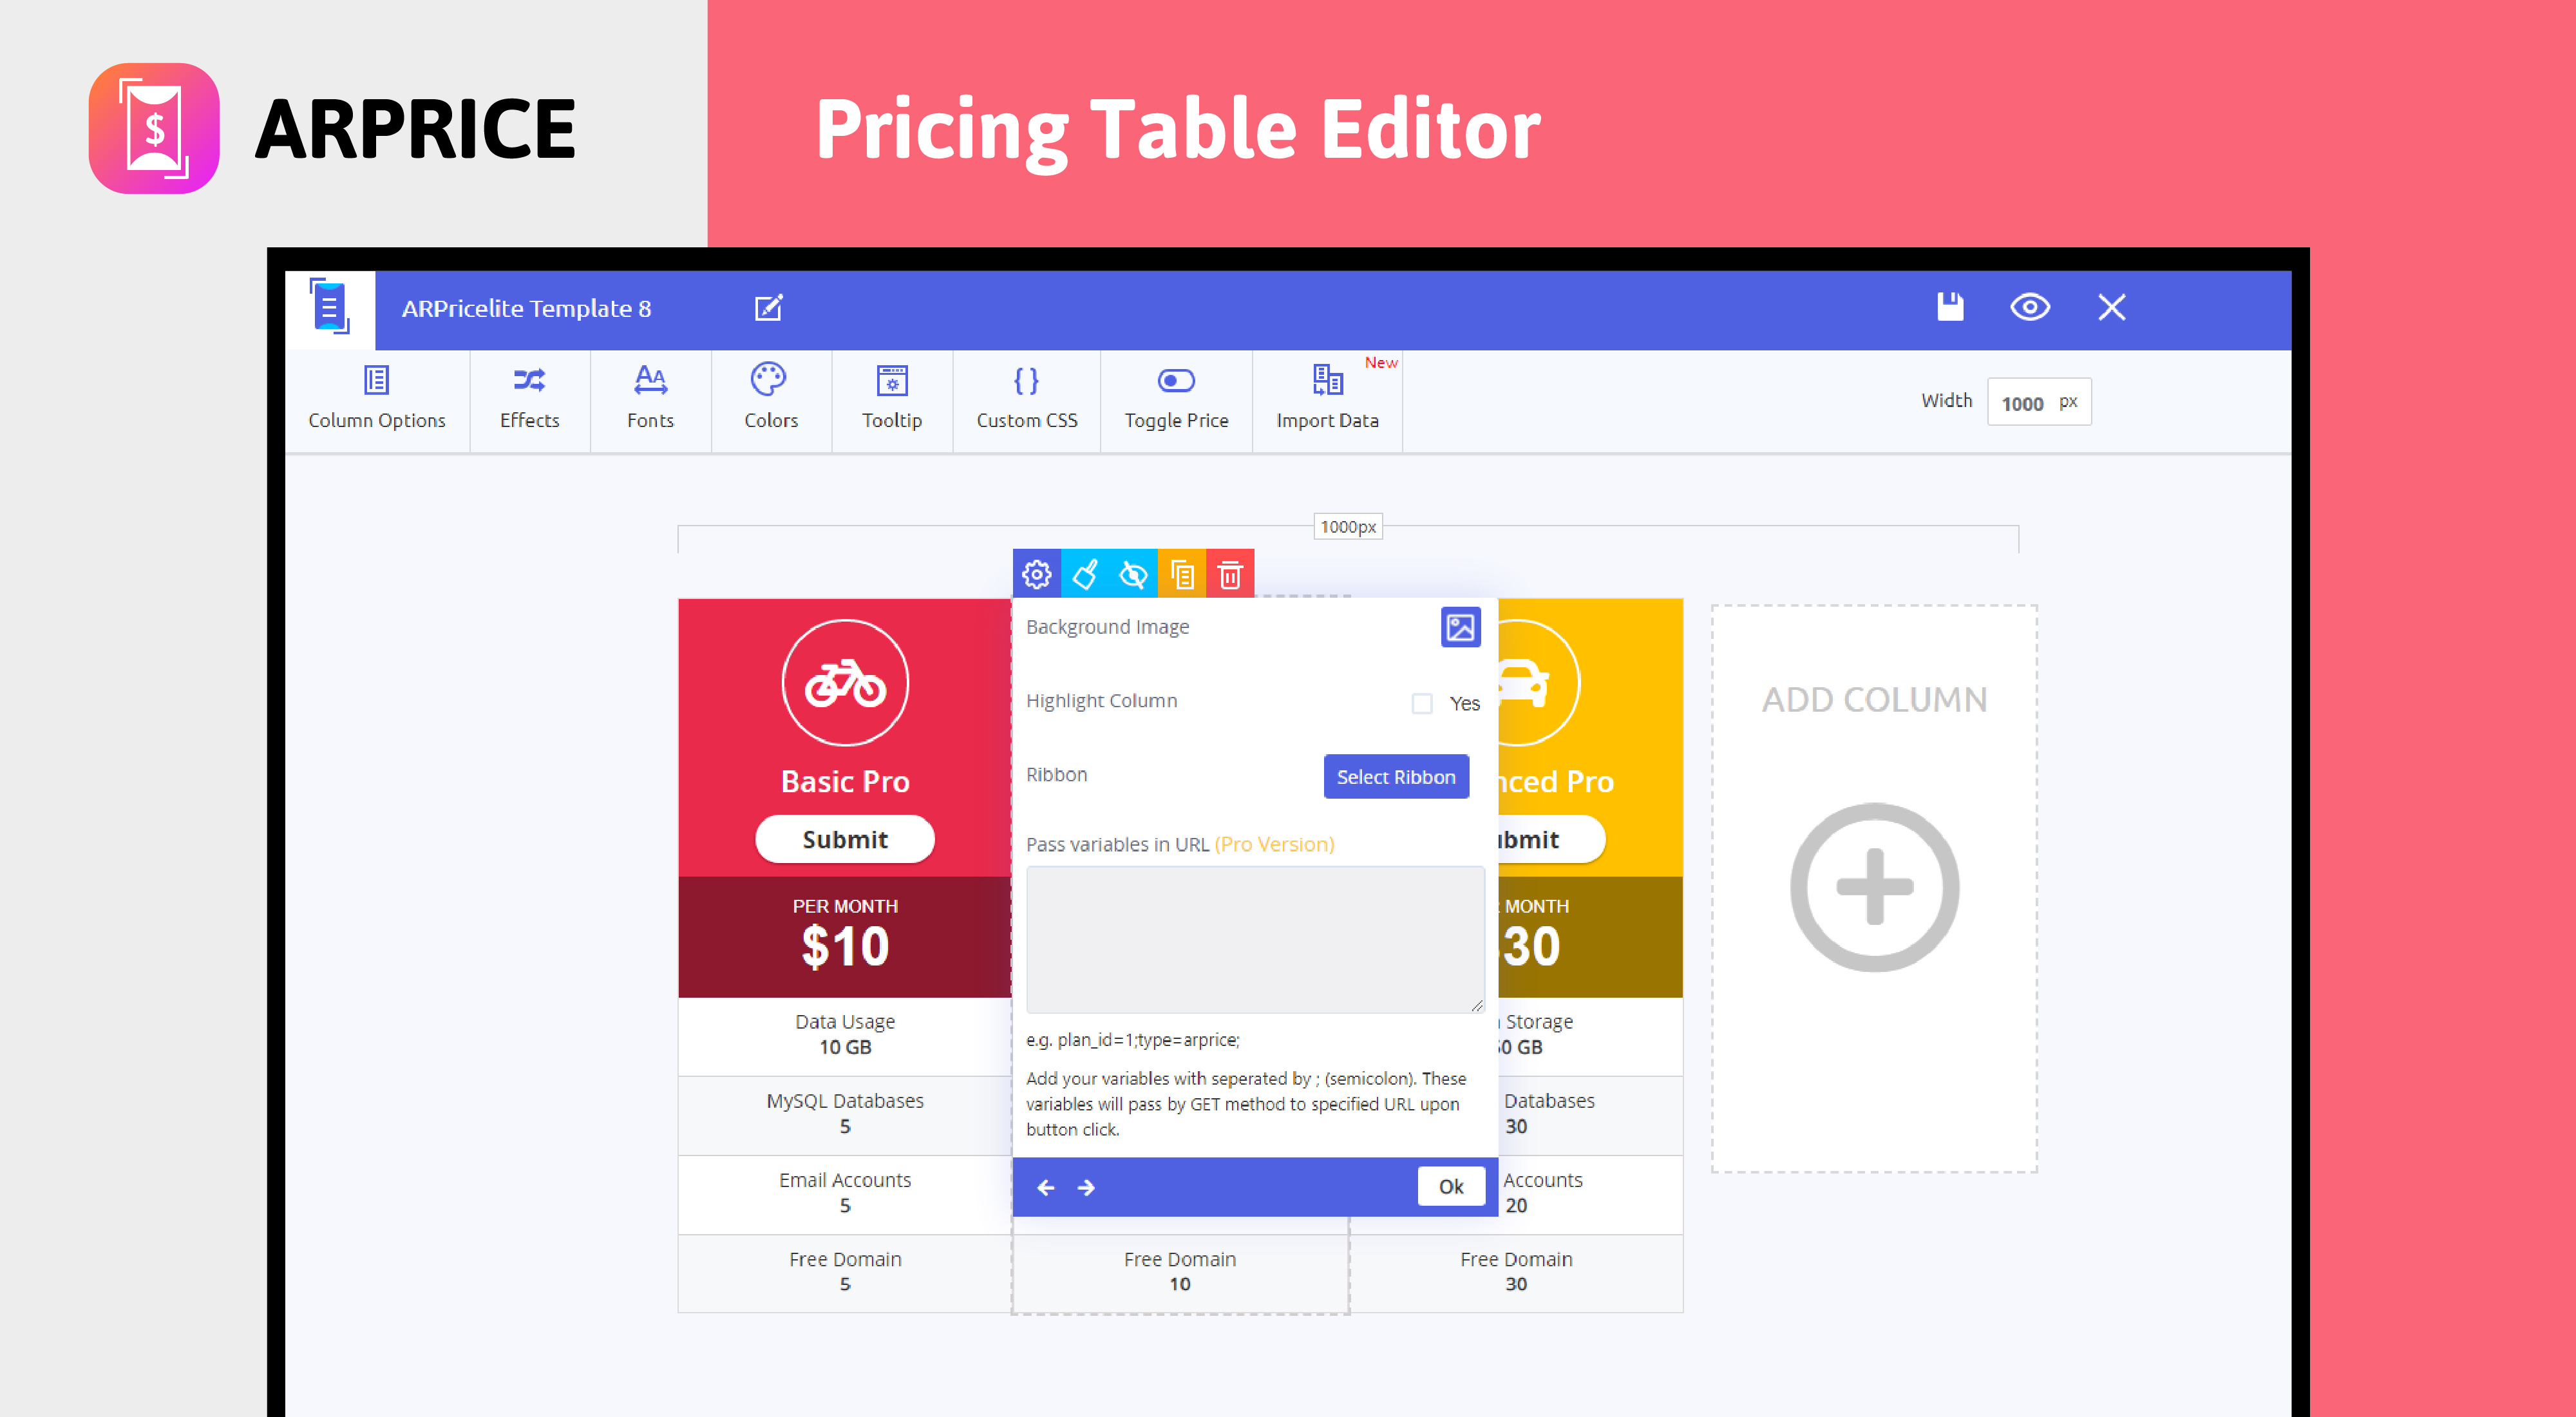 $
ARPRICE
Pricing Table Editor
ARPricelite Template 8
Column Options
Effects
Fonts
Colors
Tooltip
Custom CSS
Toggle Price
New
Import Data
Width
1000 px
1000px
Basic Pro
Submit
PER MONTH
$10
Data Usage
10 GB
MySQL Databases
5
Email Accounts
5
Free Domain
5
Background Image
Highlight Column
Yes
Ribbon
Select Ribbon
Pass variables in URL (Pro Version)
e.g. plan_id=1;type=arprice;
Add your variables with seperated by ; (semicolon). These
variables will pass by GET method to specified URL upon
button click.
Ok
Free Domain
10
Pro
MONTH
30
Storage
GB
Databases
30
Accounts
20
Free Domain
30
ADD COLUMN